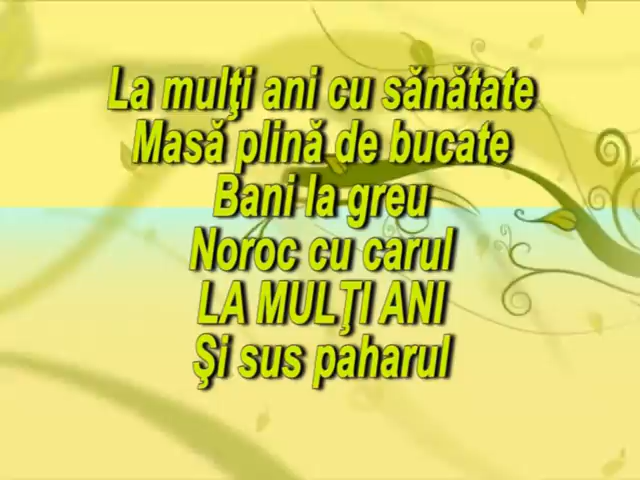 La mulţi ani cu sănătate
Masă plină de bucate
Bani la greu
Noroc cu carul
LA MULŢI ANI
Şi sus paharul